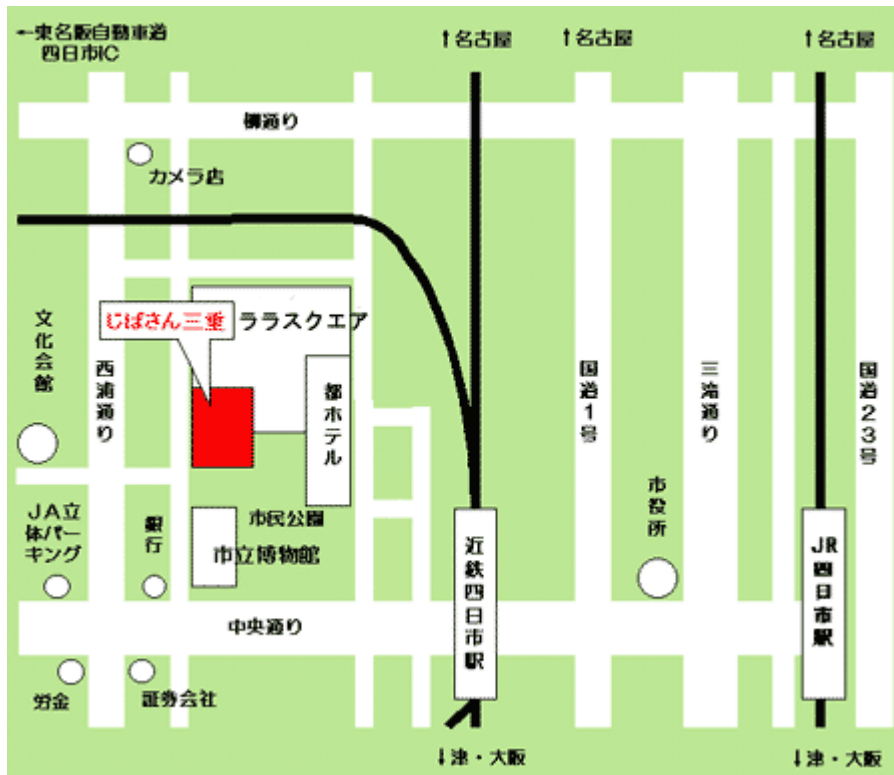 ←東名阪自動車道
四日市IC
↑名古屋
↑名古屋
↑名古屋
柳通り
カメラ店
じばさん三重
ララスクエア
文化会館
西浦通り
都ホテル
国道1号
三滝通り
国道23号
JA立
体パー
キング
銀行
市民公園
市立博物館
近鉄四日市駅
市役所
JR四日市駅
中央通り
労金
証券会社
↓津・大阪
↓津・大阪